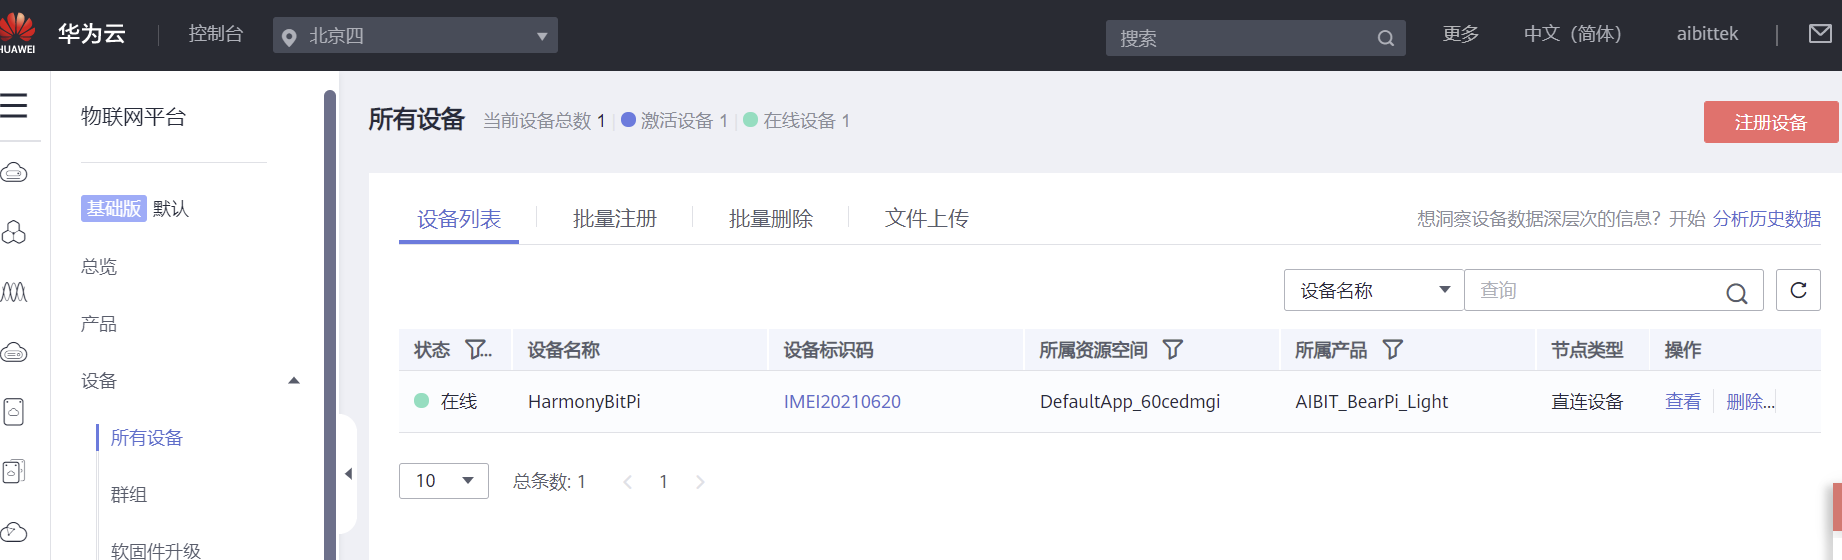 HUAWEI 华为云 控制台 北京四 搜索 更多 中文（简体） aibittek
物联网平台
基础版 默认
总览
产品
设备
所有设备
群组
软固件升级
所有设备 当前设备总数 1 激活设备 1 在线设备 1
注册设备
设备列表 批量注册 批量删除 文件上传
想洞察设备数据深层次的信息？开始 分析历史数据
设备名称 查询
状态 ... 设备名称 设备标识码 所属资源空间 所属产品 节点类型 操作
在线 HarmonyBitPi IMEI20210620 DefaultApp_60cedmgi AIBIT_BearPi_Light 直连设备 查看 删除...
10 总条数: 1 < 1 >